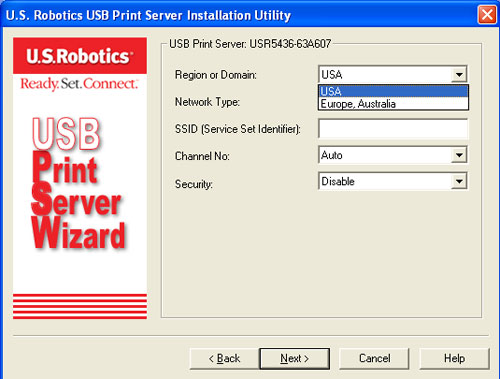 U.S. Robotics USB Print Server Installation Utility
U.S.Robotics®
Ready. Set. Connect.™
USB
Print
Server
Wizard
USB Print Server: USR5436-63A607
Region or Domain: USA
USA
Europe, Australia
Network Type:
SSID (Service Set Identifier):
Channel No: Auto
Security: Disable
< Back Next > Cancel Help